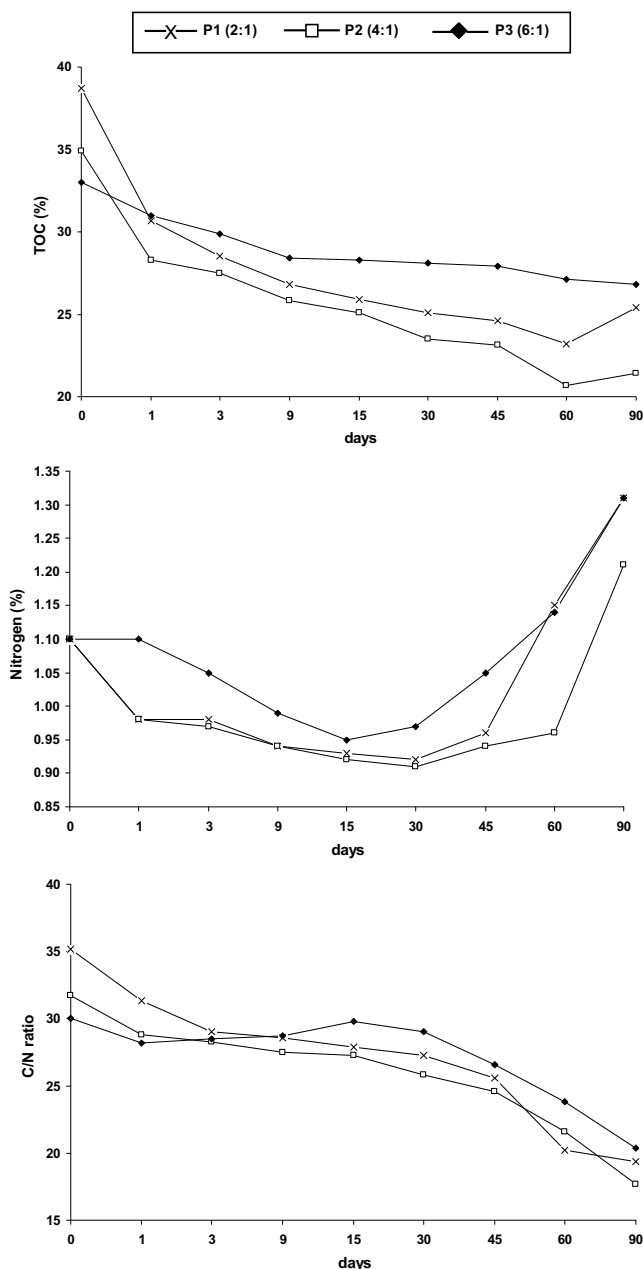 P1 (2:1) P2 (4:1) P3 (6:1)
40
35
30
25
20
TOC (%)
0 1 3 9 15 30 45 60 90
days
1.35
1.30
1.25
1.20
1.15
1.10
1.05
1.00
0.95
0.90
0.85
Nitrogen (%)
0 1 3 9 15 30 45 60 90
days
40
35
30
25
20
15
C/N ratio
0 1 3 9 15 30 45 60 90
days